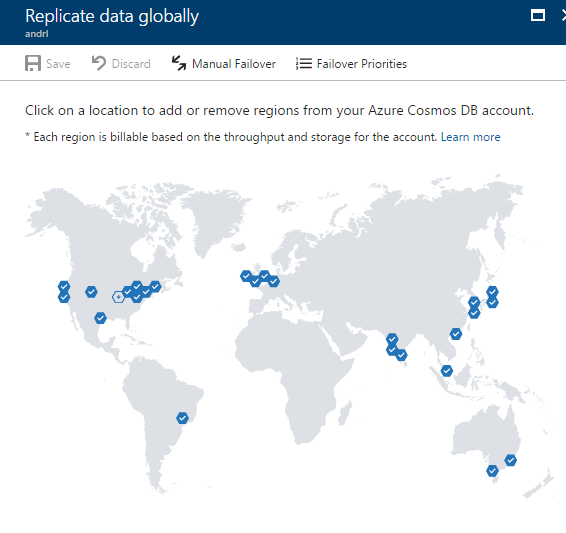 Replicate data globally
andrl
Save Discard Manual Failover Failover Priorities
Click on a location to add or remove regions from your Azure Cosmos DB account.
* Each region is billable based on the throughput and storage for the account. Learn more